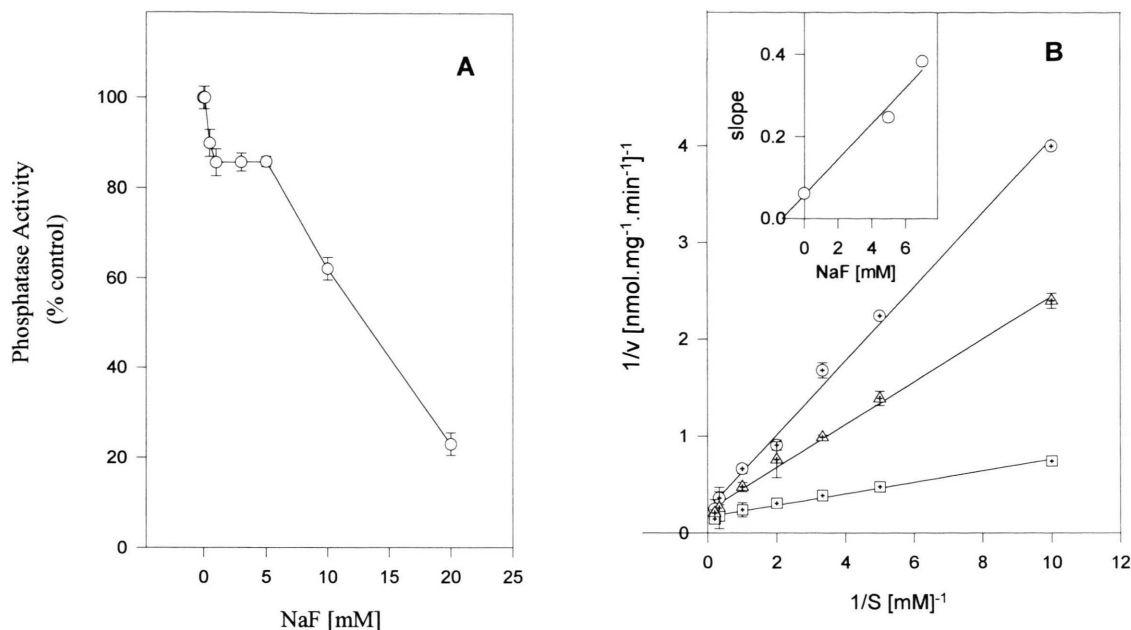 A
Phosphatase Activity
(% control)
100
80
60
40
20
0
0 5 10 15 20 25
NaF [mM]
B
1/v [nmol.mg⁻¹.min⁻¹]⁻¹
4
3
2
1
0
0 2 4 6 8 10 12
1/S [mM]⁻¹
slope
0.4
0.2
0.0
0 2 4 6
NaF [mM]